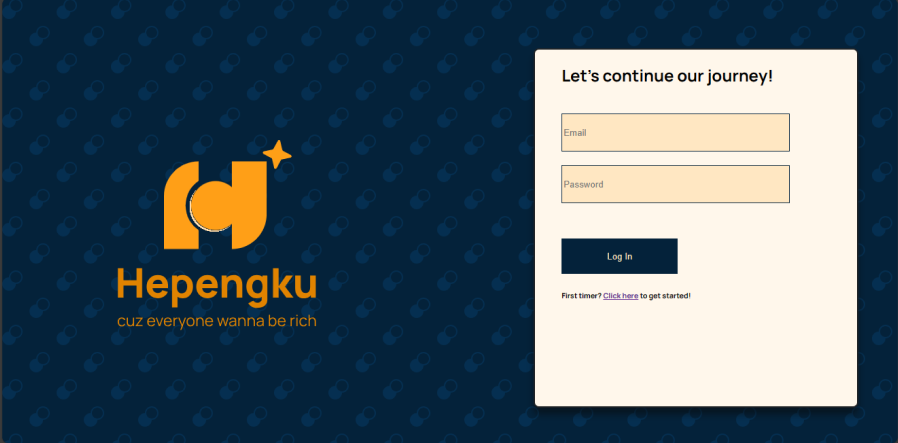 Let's continue our journey!
Email
Password
Log In
First timer? Click here to get started!
Hepengku
cuz everyone wanna be rich